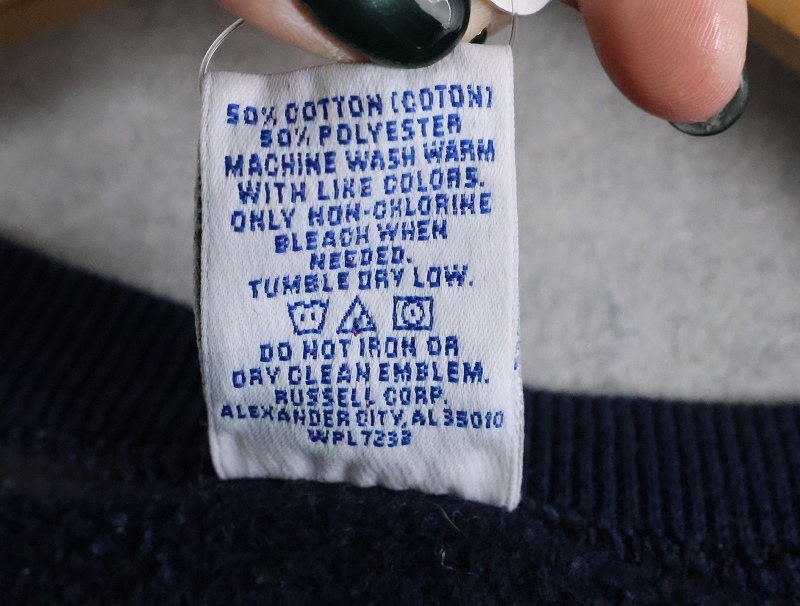 50% COTTON (COTON)
50% POLYESTER
MACHINE WASH WARM
WITH LIKE COLORS.
ONLY NON-CHLORINE
BLEACH WHEN
NEEDED.
TUMBLE DRY LOW.
DO NOT IRON OR
DRY CLEAN EMBLEM.
RUSSELL CORP.
ALEXANDER CITY, AL 35010
WPL 7233